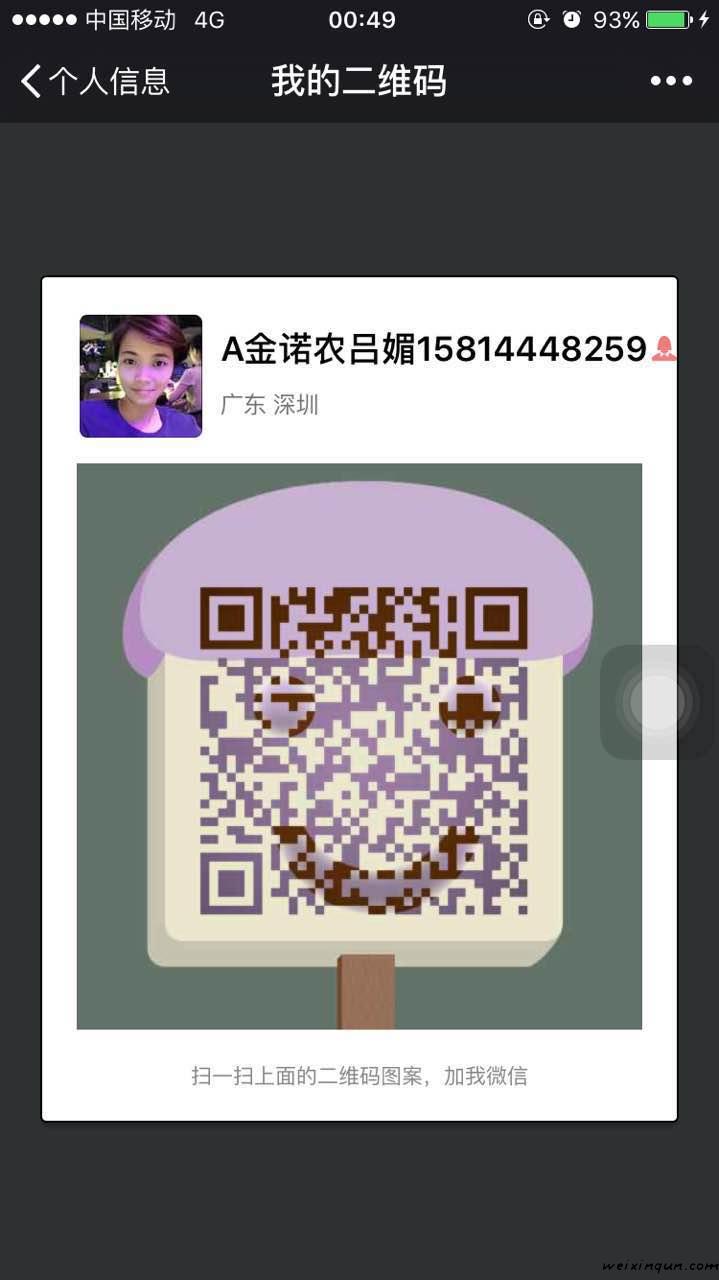 中国移动 4G 00:49 93%
个人信息 我的二维码
A金诺农吕媚15814448259
广东 深圳
扫一扫上面的二维码图案，加我微信
weixinqun.com